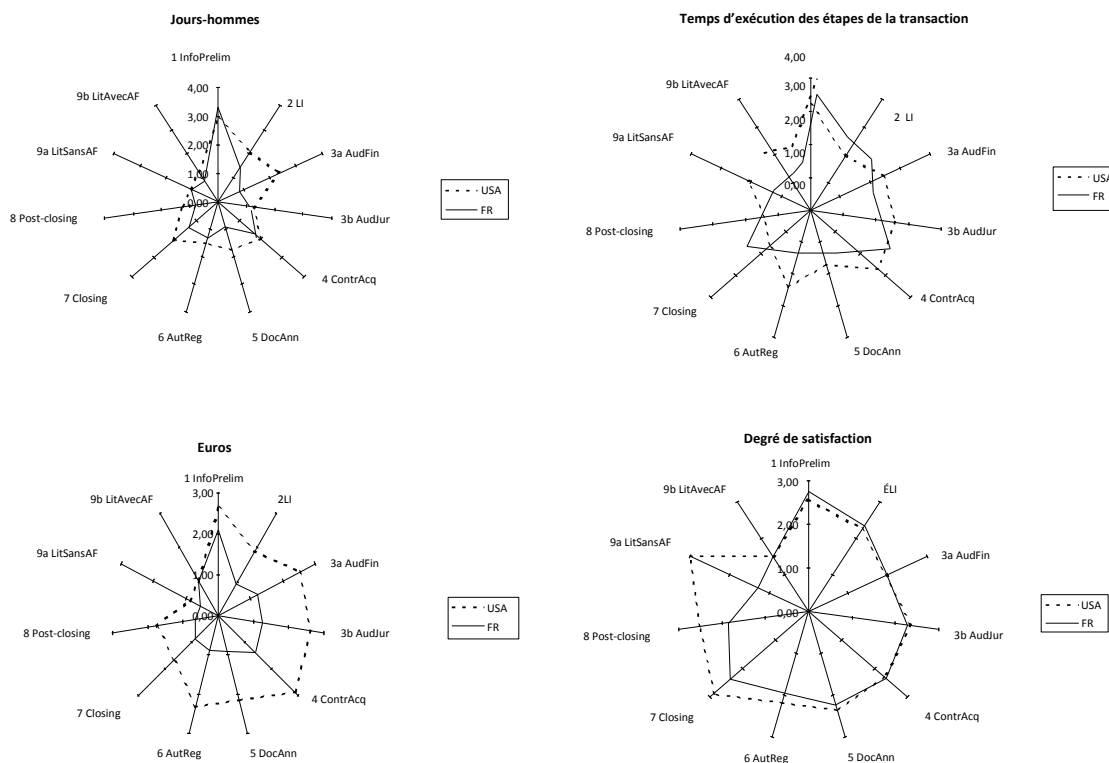 Jours-hommes
1 InfoPrelim
4,00
3,00
2,00
1,00
0,00
2 LI
3a AudFin
3b AudJur
4 ContrAcq
5 DocAnn
6 AutReg
7 Closing
8 Post-closing
9a LitSansAF
9b LitAvecAF
USA
FR
Temps d’exécution des étapes de la transaction
4,00
3,00
2,00
1,00
0,00
2 LI
3a AudFin
3b AudJur
4 ContrAcq
5 DocAnn
6 AutReg
7 Closing
8 Post-closing
9a LitSansAF
9b LitAvecAF
USA
FR
Euros
1 InfoPrelim
3,00
2,00
1,00
0,00
2LI
3a AudFin
3b AudJur
4 ContrAcq
5 DocAnn
6 AutReg
7 Closing
8 Post-closing
9a LitSansAF
9b LitAvecAF
USA
FR
Degré de satisfaction
1 InfoPrelim
3,00
2,00
1,00
0,00
ÉLI
3a AudFin
3b AudJur
4 ContrAcq
5 DocAnn
6 AutReg
7 Closing
8 Post-closing
9a LitSansAF
9b LitAvecAF
USA
FR